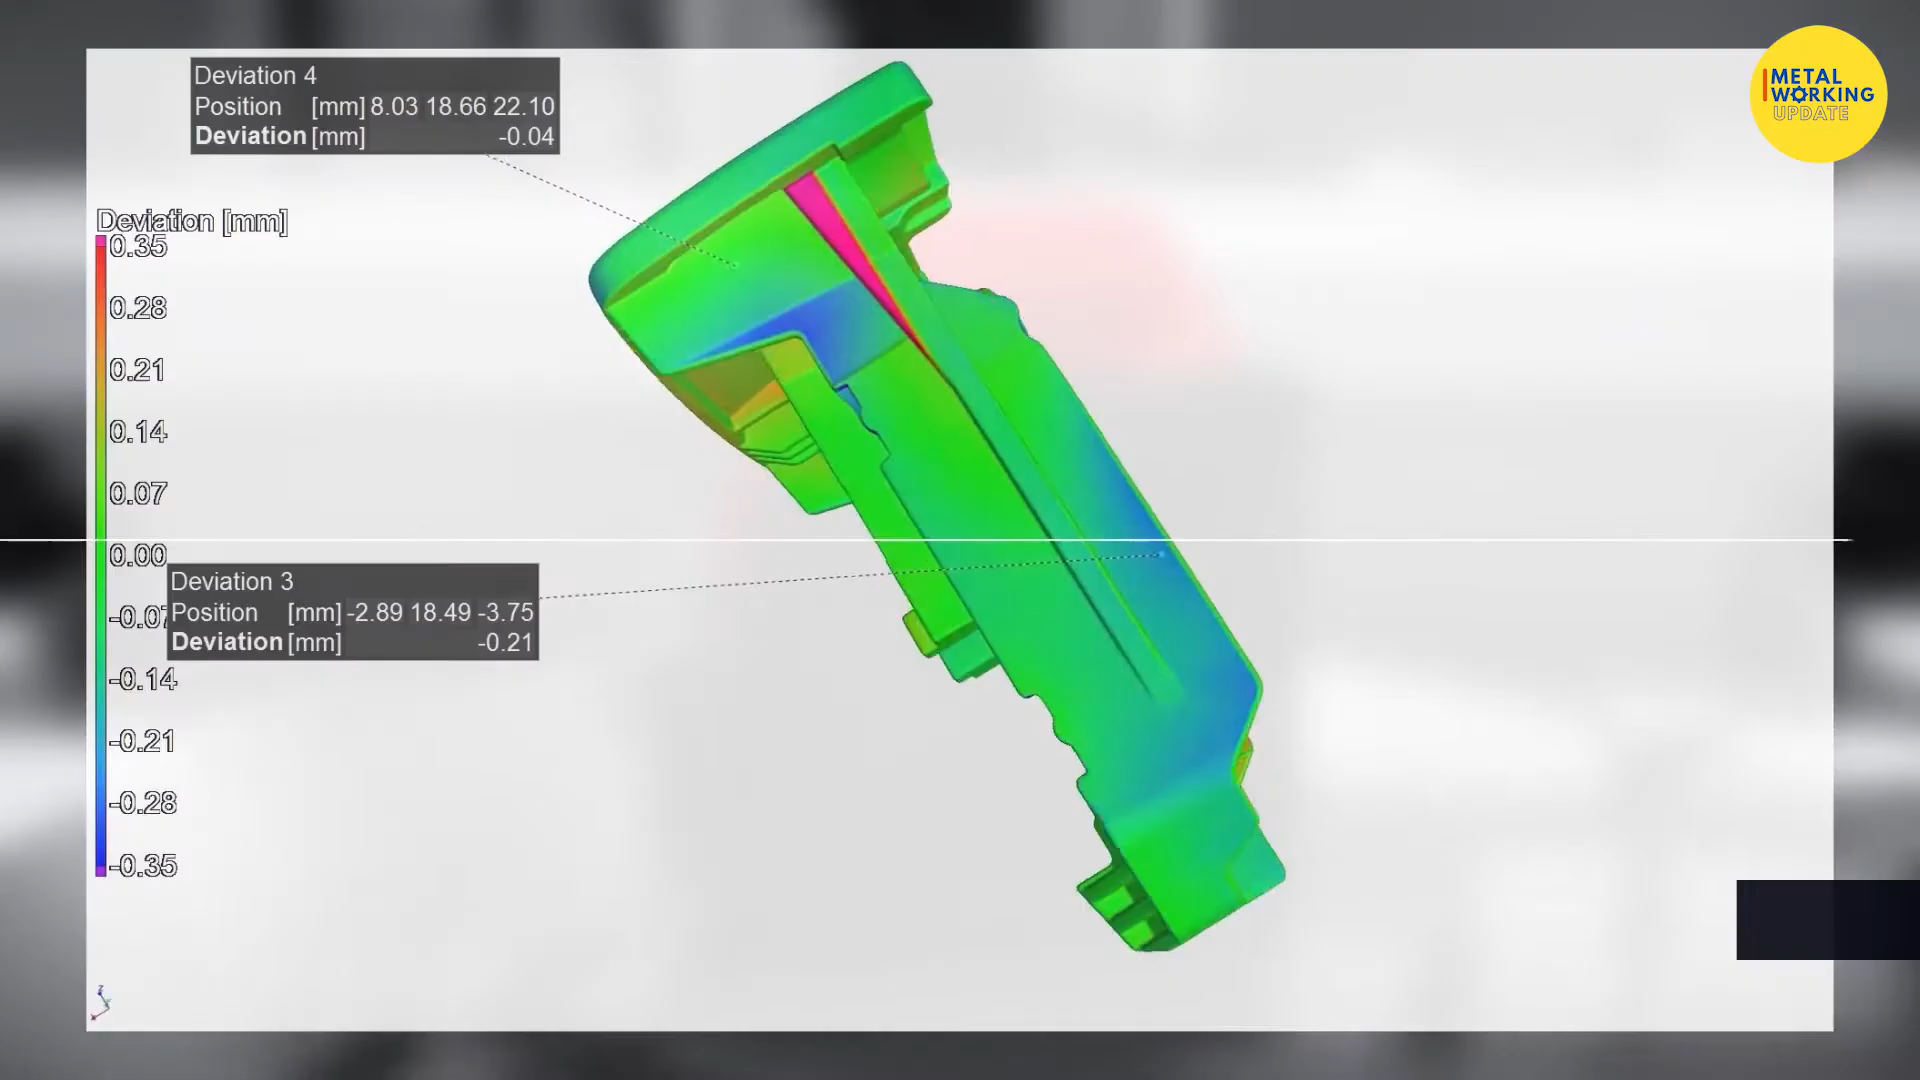 Deviation 4
Position [mm] 8.03 18.66 22.10
Deviation [mm] -0.04
METAL
WORKING
UPDATE
Deviation [mm]
0.35
0.28
0.21
0.14
0.07
0.00
-0.07
-0.14
-0.21
-0.28
-0.35
Deviation 3
Position [mm] -2.89 18.49 -3.75
Deviation [mm] -0.21
z